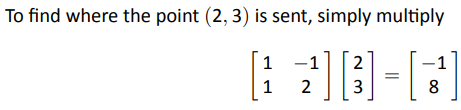 To find where the point (2, 3) is sent, simply multiply
[1 −1; 1 2] [2; 3] = [−1; 8]